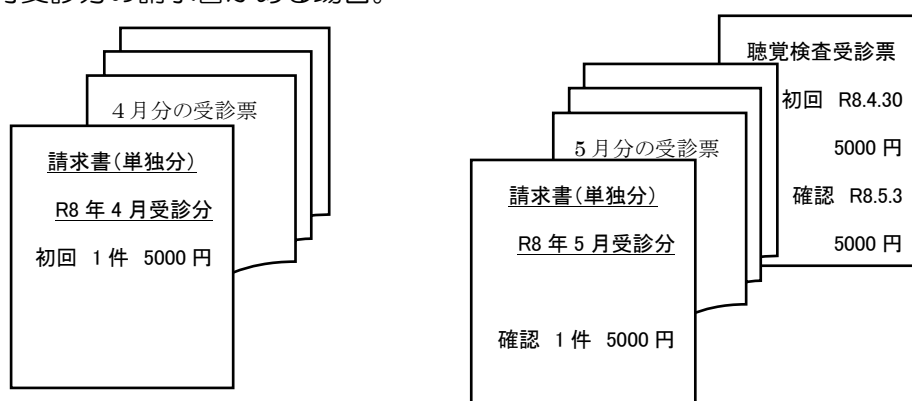 月受診分の請求書がある場合。
４月分の受診票
請求書（単独分）
R8 年 4 月受診分
初回 1 件 5000 円
聴覚検査受診票
初回 R8.4.30
5000 円
確認 R8.5.3
5000 円
５月分の受診票
請求書（単独分）
R8 年 5 月受診分
確認 1 件 5000 円